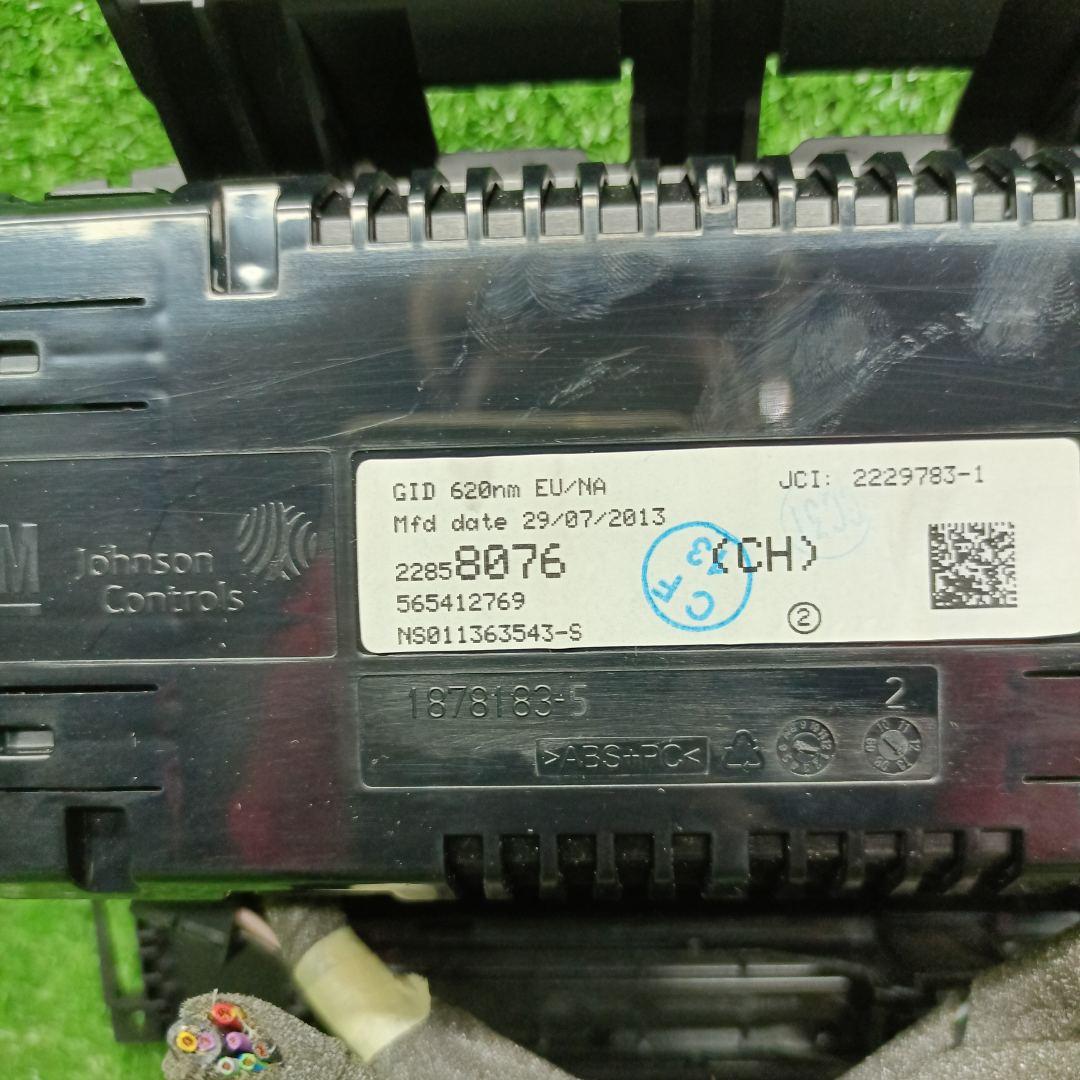 GID 620nm EU/NA
JCI: 2229783-1
Mfd date 29/07/2013
22858076
(CH)
565412769
2
NS011363543-S
Johnson
Controls
1878183-5
2
>ABS+PC<